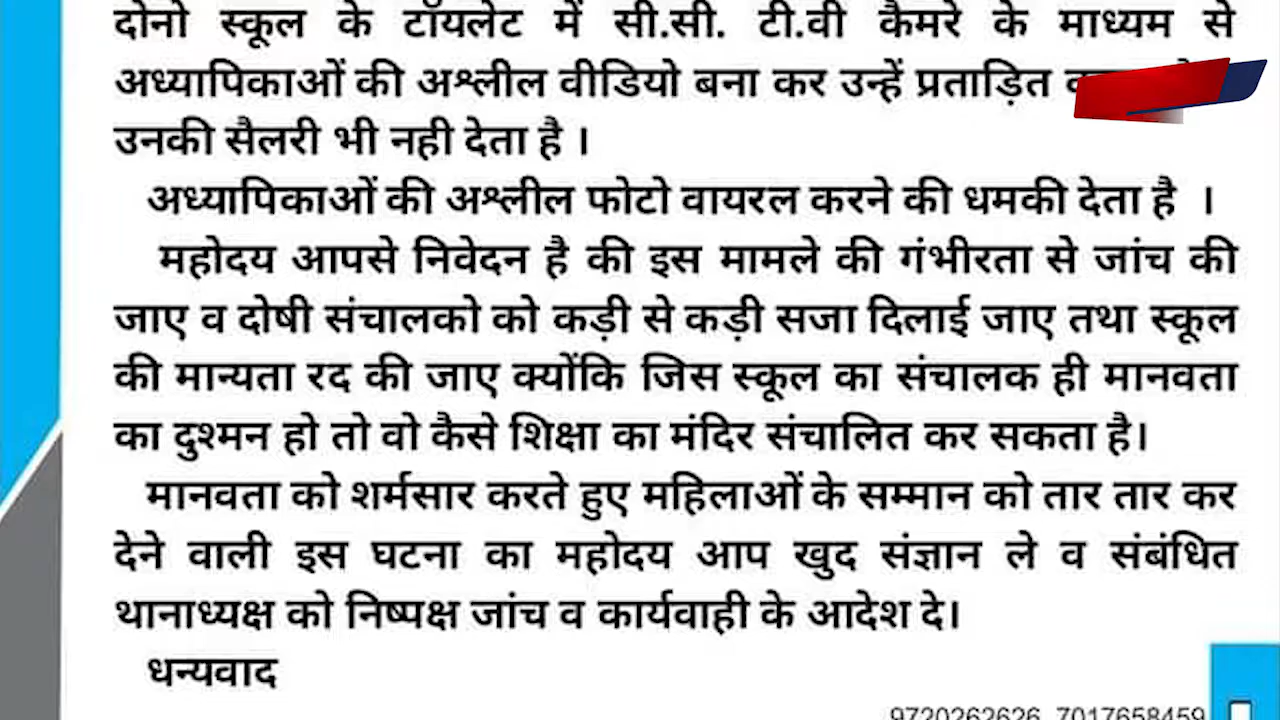 दोनो स्कूल के टॉयलेट में सी.सी. टी.वी कैमरे के माध्यम से
अध्यापिकाओं की अश्लील वीडियो बना कर उन्हें प्रताड़ित
उनकी सैलरी भी नही देता है ।
अध्यापिकाओं की अश्लील फोटो वायरल करने की धमकी देता है ।
महोदय आपसे निवेदन है की इस मामले की गंभीरता से जांच की
जाए व दोषी संचालको को कड़ी से कड़ी सजा दिलाई जाए तथा स्कूल
की मान्यता रद की जाए क्योंकि जिस स्कूल का संचालक ही मानवता
का दुश्मन हो तो वो कैसे शिक्षा का मंदिर संचालित कर सकता है।
मानवता को शर्मसार करते हुए महिलाओं के सम्मान को तार तार कर
देने वाली इस घटना का महोदय आप खुद संज्ञान ले व संबंधित
थानाध्यक्ष को निष्पक्ष जांच व कार्यवाही के आदेश दे।
धन्यवाद
9720262626, 7017658459